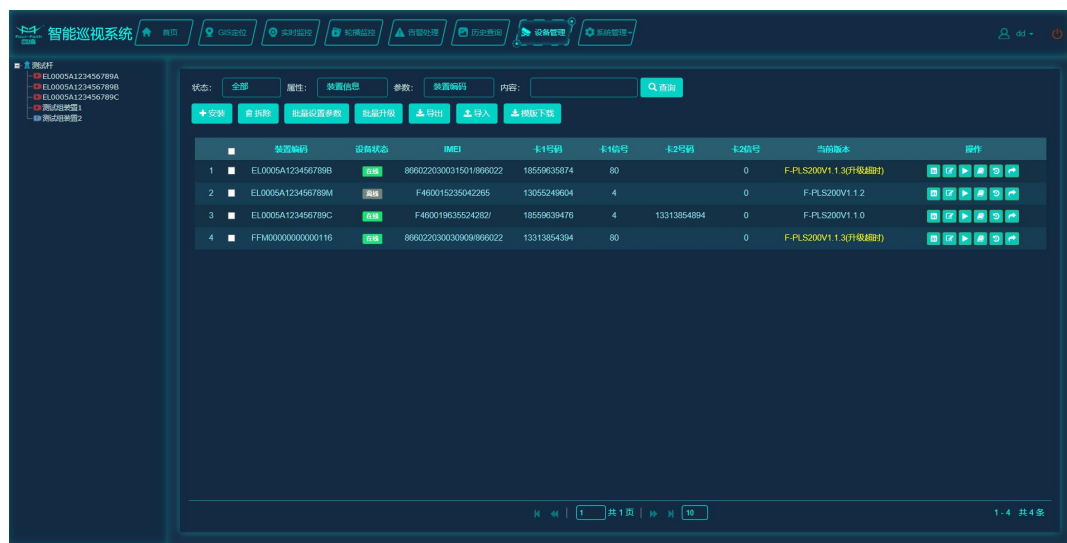 智能巡视系统 首页 GIS定位 实时监控 轮循监控 告警处理 历史查询 设备管理 系统管理 dd
测试杆
EL0005A123456789A
EL0005A123456789B
EL0005A123456789C
测试组装置1
测试组装置2
状态: 全部 属性: 装置信息 参数: 装置编码 内容: 查询
安装 拆除 批量设置参数 批量升级 导出 导入 模版下载
装置编码 设备状态 IMEI 卡1号码 卡1信号 卡2号码 卡2信号 当前版本 操作
1 EL0005A123456789B 在线 866022030031501/866022 18559635874 80 0 F-PLS200V1.1.3(升级超时)
2 EL0005A123456789M 离线 F460015235042265 13055249604 4 0 F-PLS200V1.1.2
3 EL0005A123456789C 在线 F460019635524282/ 18559639476 4 13313854894 0 F-PLS200V1.1.0
4 FFM00000000000116 在线 866022030030909/866022 13313854394 80 0 F-PLS200V1.1.3(升级超时)
1 共1页 10 1-4 共4条